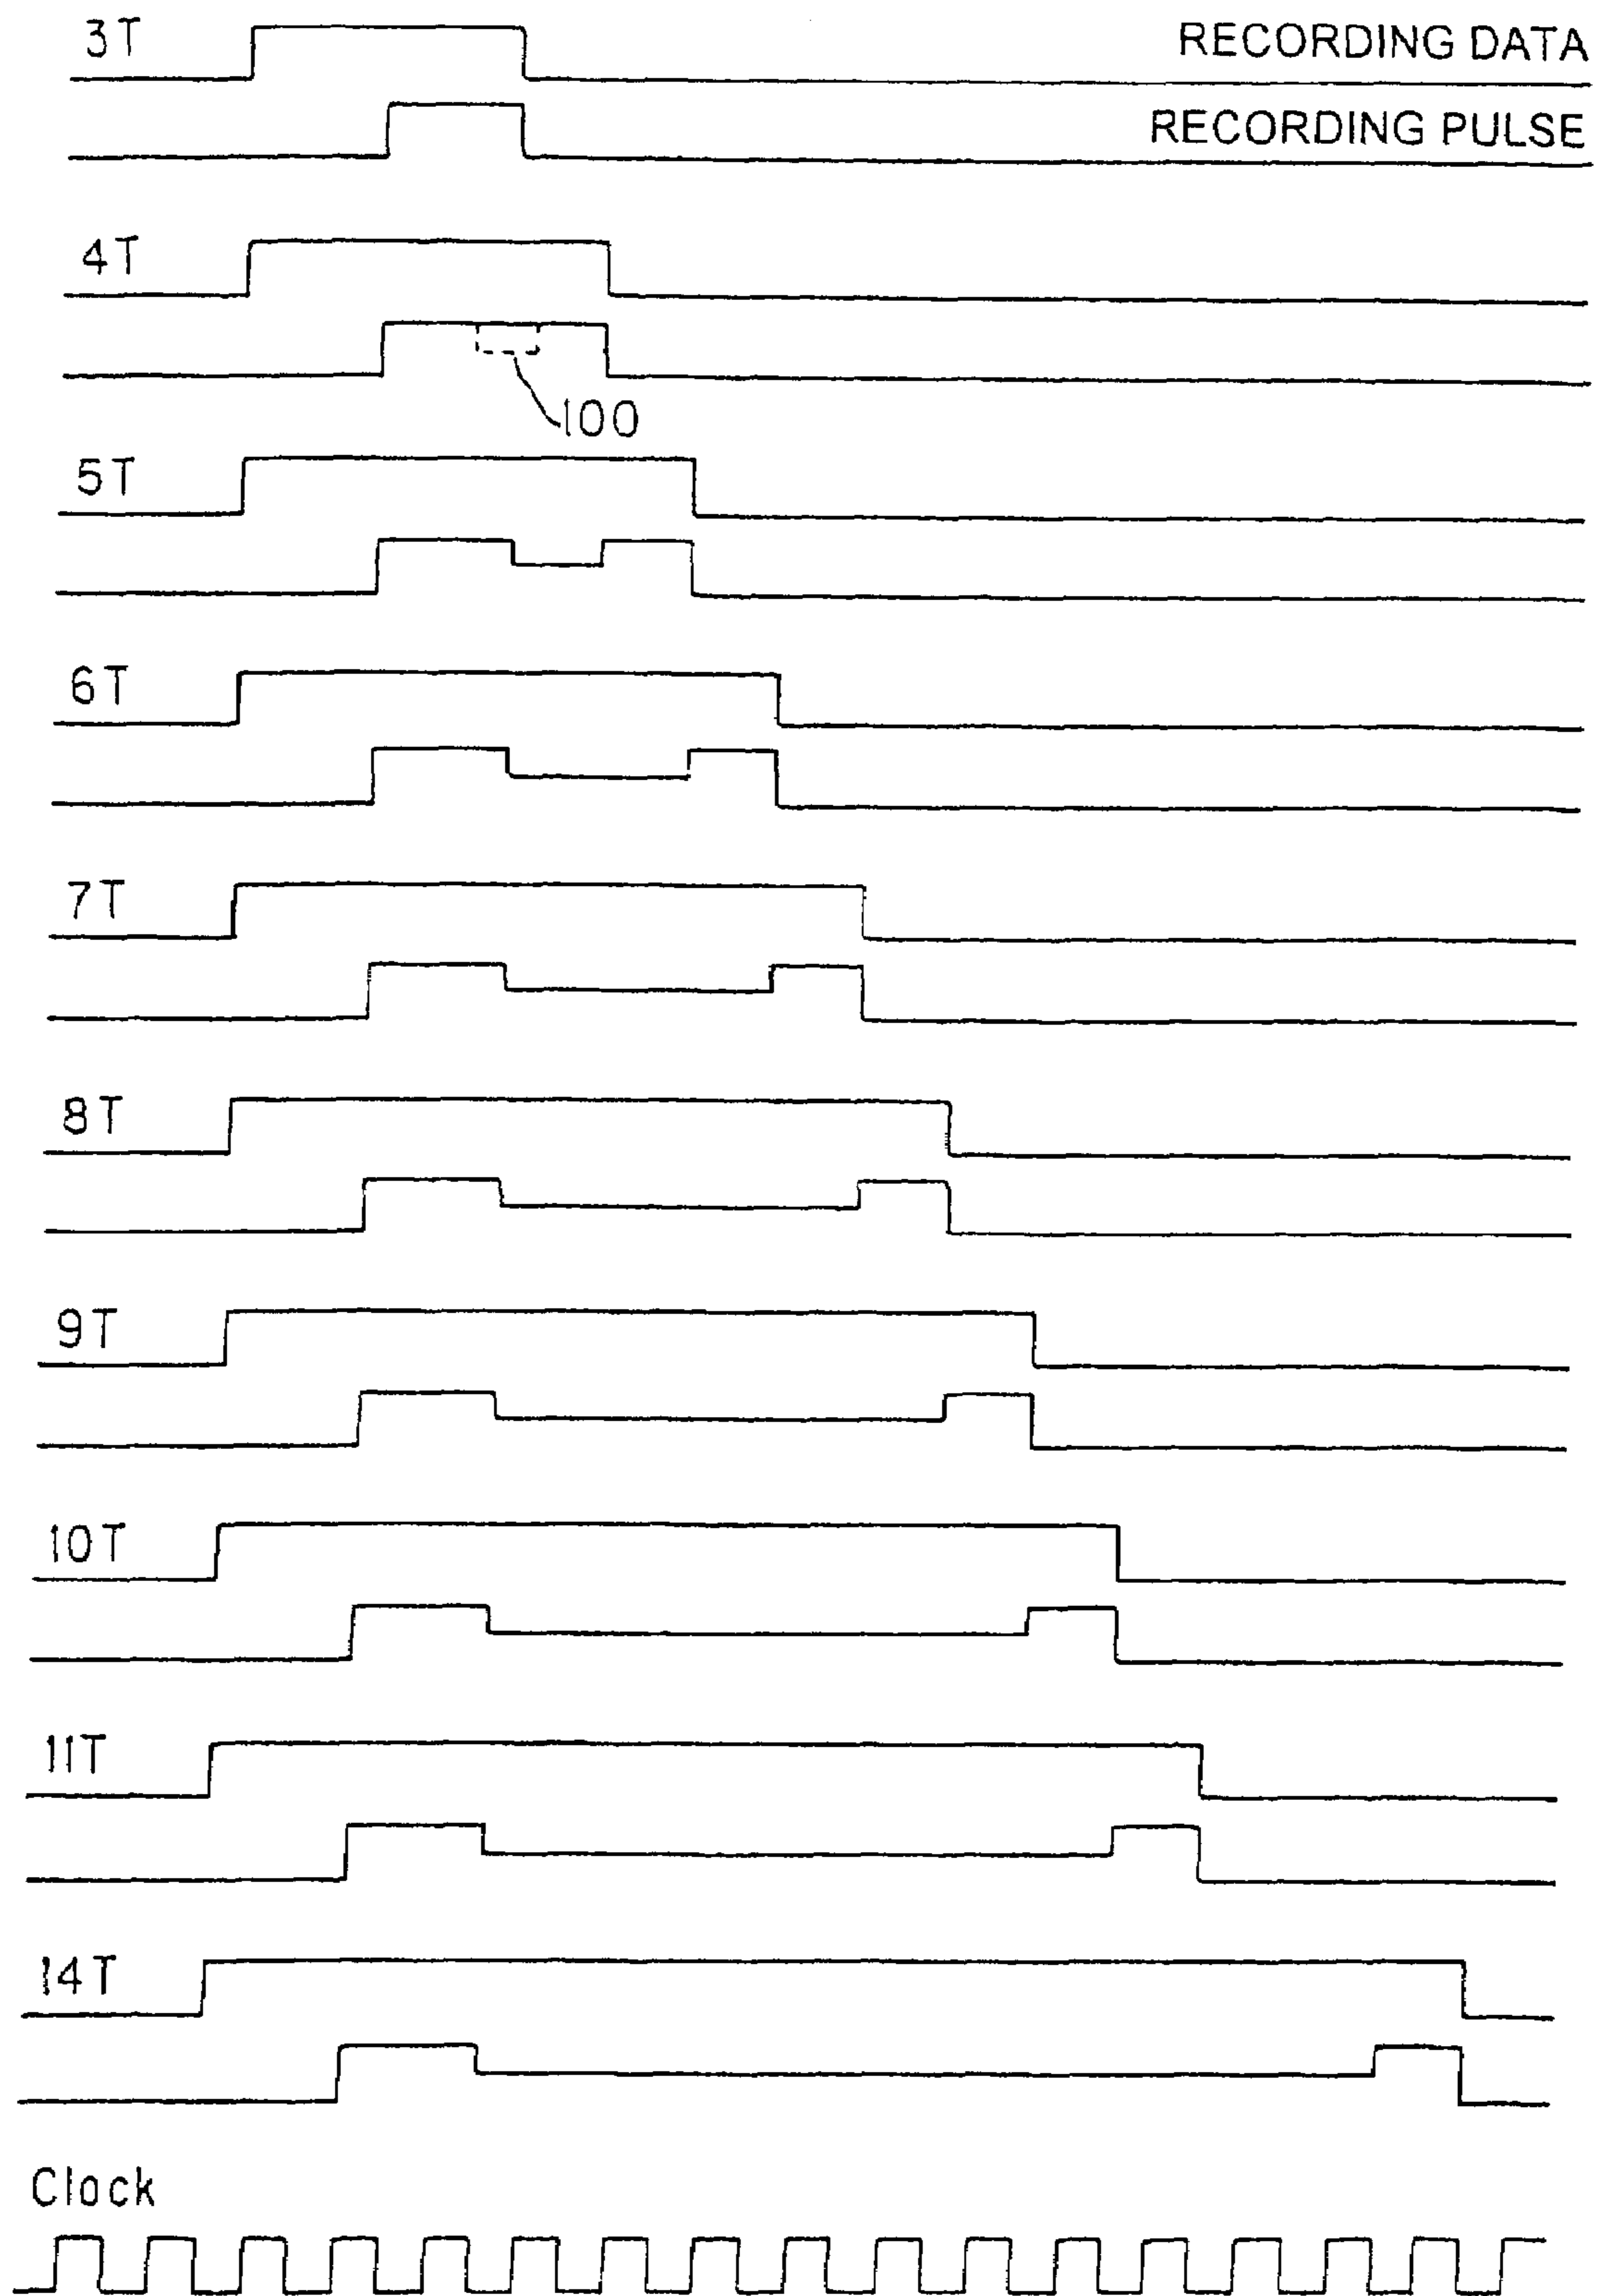 3T RECORDING DATA
RECORDING PULSE
4T
100
5T
6T
7T
8T
9T
10T
11T
14T
Clock